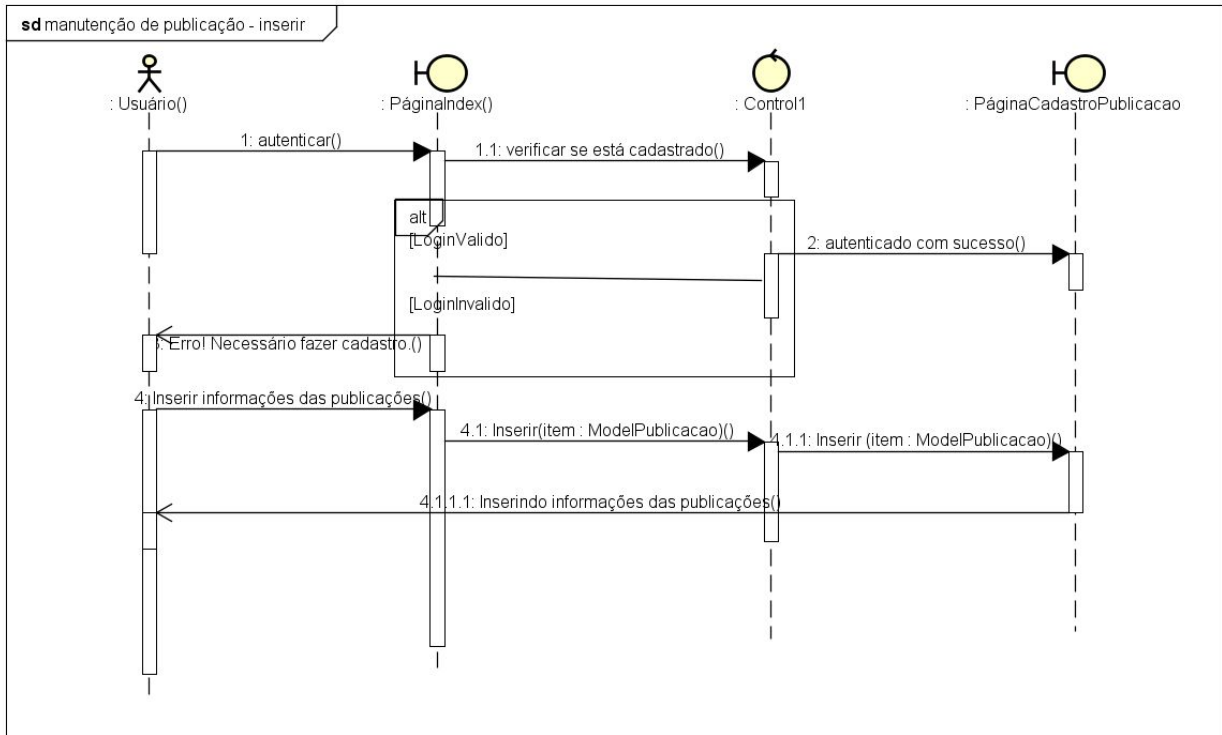 sd manutenção de publicação - inserir
: Usuário()
: PáginaIndex()
: Control1
: PáginaCadastroPublicacao
1: autenticar()
1.1: verificar se está cadastrado()
alt
[LoginValido]
2: autenticado com sucesso()
[LoginInvalido]
: Erro! Necessário fazer cadastro.()
4: Inserir informações das publicações()
4.1: Inserir(item : ModelPublicacao)()
4.1.1: Inserir (item : ModelPublicacao)()
4.1.1.1: Inserindo informações das publicações()